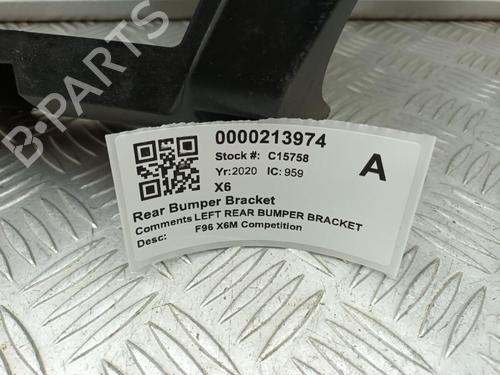 B-PARTS
0000213974
Stock #: C15758
A
Yr: 2020 IC: 959
X6
Rear Bumper Bracket
Comments LEFT REAR BUMPER BRACKET
Desc: F96 X6M Competition